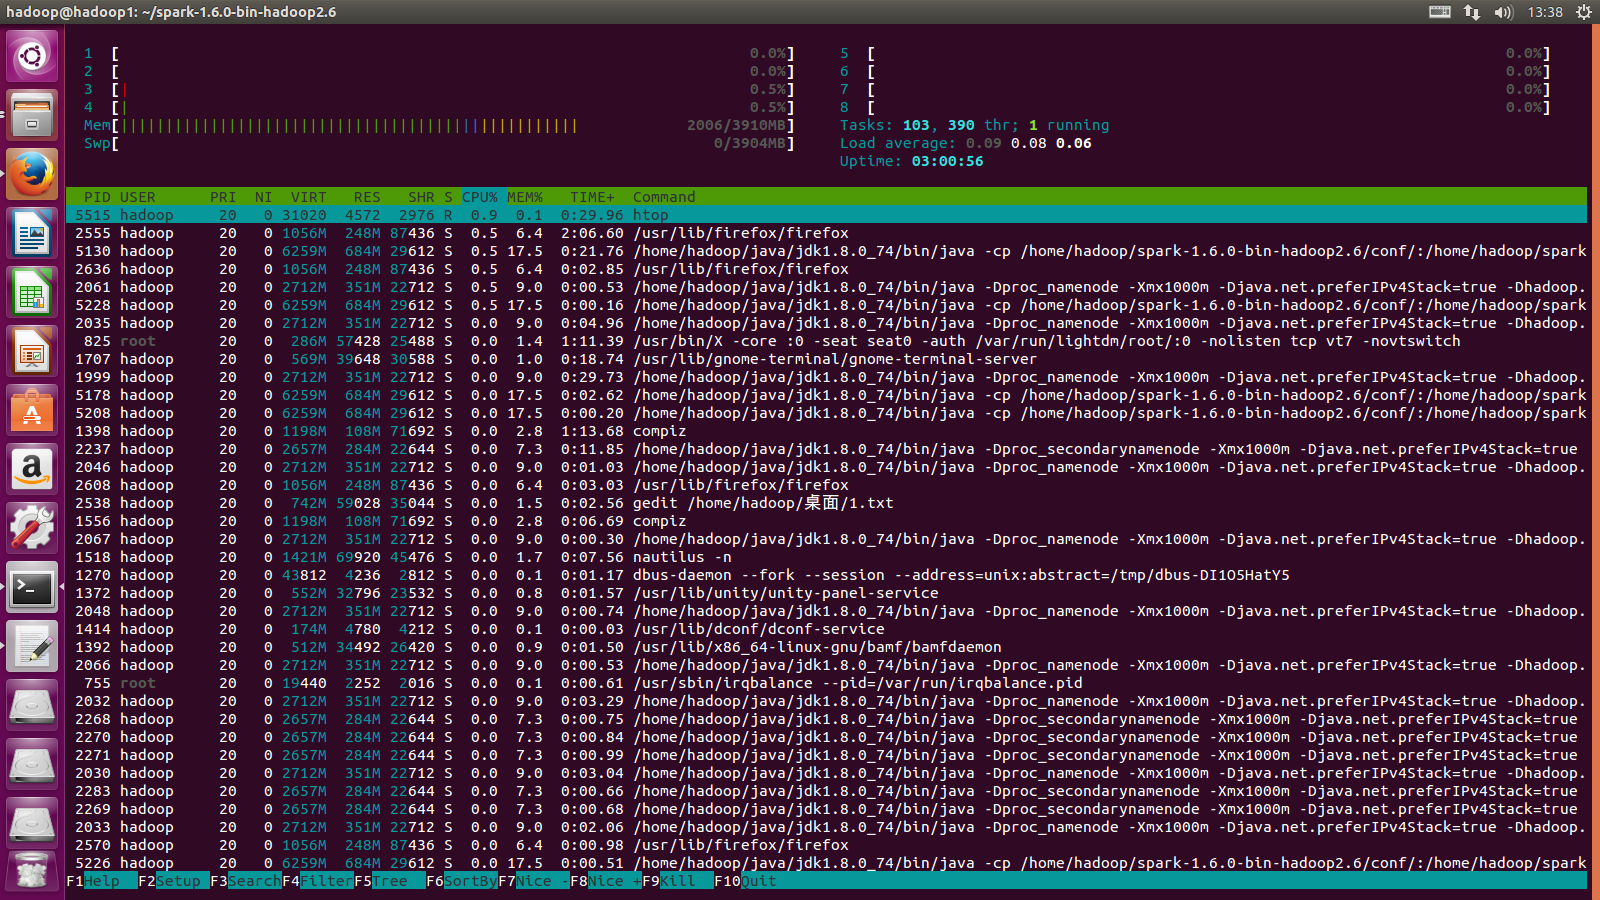 hadoop@hadoop1: ~/spark-1.6.0-bin-hadoop2.6 13:38
1 [ 0.0%] 5 [ 0.0%]
2 [ 0.0%] 6 [ 0.0%]
3 [| 0.5%] 7 [ 0.0%]
4 [| 0.5%] 8 [ 0.0%]
Mem[||||||||||||||||||||||||||||||||||||||||||||||||||| 2006/3910MB] Tasks: 103, 390 thr; 1 running
Swp[ 0/3904MB] Load average: 0.09 0.08 0.06
Uptime: 03:00:56
PID USER PRI NI VIRT RES SHR S CPU% MEM% TIME+ Command
5515 hadoop 20 0 31020 4572 2976 R 0.9 0.1 0:29.96 htop
2555 hadoop 20 0 1056M 248M 87436 S 0.5 6.4 2:06.60 /usr/lib/firefox/firefox
5130 hadoop 20 0 6259M 684M 29612 S 0.5 17.5 0:21.76 /home/hadoop/java/jdk1.8.0_74/bin/java -cp /home/hadoop/spark-1.6.0-bin-hadoop2.6/conf/:/home/hadoop/spark
2636 hadoop 20 0 1056M 248M 87436 S 0.5 6.4 0:02.85 /usr/lib/firefox/firefox
2061 hadoop 20 0 2712M 351M 22712 S 0.5 9.0 0:00.53 /home/hadoop/java/jdk1.8.0_74/bin/java -Dproc_namenode -Xmx1000m -Djava.net.preferIPv4Stack=true -Dhadoop.
5228 hadoop 20 0 6259M 684M 29612 S 0.5 17.5 0:00.16 /home/hadoop/java/jdk1.8.0_74/bin/java -cp /home/hadoop/spark-1.6.0-bin-hadoop2.6/conf/:/home/hadoop/spark
2035 hadoop 20 0 2712M 351M 22712 S 0.0 9.0 0:04.96 /home/hadoop/java/jdk1.8.0_74/bin/java -Dproc_namenode -Xmx1000m -Djava.net.preferIPv4Stack=true -Dhadoop.
825 root 20 0 286M 57428 25488 S 0.0 1.4 1:11.39 /usr/bin/X -core :0 -seat seat0 -auth /var/run/lightdm/root/:0 -nolisten tcp vt7 -novtswitch
1707 hadoop 20 0 569M 39648 30588 S 0.0 1.0 0:18.74 /usr/lib/gnome-terminal/gnome-terminal-server
1999 hadoop 20 0 2712M 351M 22712 S 0.0 9.0 0:29.73 /home/hadoop/java/jdk1.8.0_74/bin/java -Dproc_namenode -Xmx1000m -Djava.net.preferIPv4Stack=true -Dhadoop.
5178 hadoop 20 0 6259M 684M 29612 S 0.0 17.5 0:02.62 /home/hadoop/java/jdk1.8.0_74/bin/java -cp /home/hadoop/spark-1.6.0-bin-hadoop2.6/conf/:/home/hadoop/spark
5208 hadoop 20 0 6259M 684M 29612 S 0.0 17.5 0:00.20 /home/hadoop/java/jdk1.8.0_74/bin/java -cp /home/hadoop/spark-1.6.0-bin-hadoop2.6/conf/:/home/hadoop/spark
1398 hadoop 20 0 1198M 108M 71692 S 0.0 2.8 1:13.68 compiz
2237 hadoop 20 0 2657M 284M 22644 S 0.0 7.3 0:11.85 /home/hadoop/java/jdk1.8.0_74/bin/java -Dproc_secondarynamenode -Xmx1000m -Djava.net.preferIPv4Stack=true
2046 hadoop 20 0 2712M 351M 22712 S 0.0 9.0 0:01.03 /home/hadoop/java/jdk1.8.0_74/bin/java -Dproc_namenode -Xmx1000m -Djava.net.preferIPv4Stack=true -Dhadoop.
2608 hadoop 20 0 1056M 248M 87436 S 0.0 6.4 0:03.03 /usr/lib/firefox/firefox
2538 hadoop 20 0 742M 59028 35044 S 0.0 1.5 0:02.56 gedit /home/hadoop/桌面/1.txt
1556 hadoop 20 0 1198M 108M 71692 S 0.0 2.8 0:06.69 compiz
2067 hadoop 20 0 2712M 351M 22712 S 0.0 9.0 0:00.30 /home/hadoop/java/jdk1.8.0_74/bin/java -Dproc_namenode -Xmx1000m -Djava.net.preferIPv4Stack=true -Dhadoop.
1518 hadoop 20 0 1421M 69920 45476 S 0.0 1.7 0:07.56 nautilus -n
1270 hadoop 20 0 43812 4236 2812 S 0.0 0.1 0:01.17 dbus-daemon --fork --session --address=unix:abstract=/tmp/dbus-DI1O5HatY5
1372 hadoop 20 0 552M 32796 23532 S 0.0 0.8 0:01.57 /usr/lib/unity/unity-panel-service
2048 hadoop 20 0 2712M 351M 22712 S 0.0 9.0 0:00.74 /home/hadoop/java/jdk1.8.0_74/bin/java -Dproc_namenode -Xmx1000m -Djava.net.preferIPv4Stack=true -Dhadoop.
1414 hadoop 20 0 174M 4780 4212 S 0.0 0.1 0:00.03 /usr/lib/dconf/dconf-service
1392 hadoop 20 0 512M 34492 26420 S 0.0 0.9 0:01.50 /usr/lib/x86_64-linux-gnu/bamf/bamfdaemon
2066 hadoop 20 0 2712M 351M 22712 S 0.0 9.0 0:00.53 /home/hadoop/java/jdk1.8.0_74/bin/java -Dproc_namenode -Xmx1000m -Djava.net.preferIPv4Stack=true -Dhadoop.
755 root 20 0 19440 2252 2016 S 0.0 0.1 0:00.61 /usr/sbin/irqbalance --pid=/var/run/irqbalance.pid
2032 hadoop 20 0 2712M 351M 22712 S 0.0 9.0 0:03.29 /home/hadoop/java/jdk1.8.0_74/bin/java -Dproc_namenode -Xmx1000m -Djava.net.preferIPv4Stack=true -Dhadoop.
2268 hadoop 20 0 2657M 284M 22644 S 0.0 7.3 0:00.75 /home/hadoop/java/jdk1.8.0_74/bin/java -Dproc_secondarynamenode -Xmx1000m -Djava.net.preferIPv4Stack=true
2270 hadoop 20 0 2657M 284M 22644 S 0.0 7.3 0:00.84 /home/hadoop/java/jdk1.8.0_74/bin/java -Dproc_secondarynamenode -Xmx1000m -Djava.net.preferIPv4Stack=true
2271 hadoop 20 0 2657M 284M 22644 S 0.0 7.3 0:00.99 /home/hadoop/java/jdk1.8.0_74/bin/java -Dproc_secondarynamenode -Xmx1000m -Djava.net.preferIPv4Stack=true
2030 hadoop 20 0 2712M 351M 22712 S 0.0 9.0 0:03.04 /home/hadoop/java/jdk1.8.0_74/bin/java -Dproc_namenode -Xmx1000m -Djava.net.preferIPv4Stack=true -Dhadoop.
2283 hadoop 20 0 2657M 284M 22644 S 0.0 7.3 0:00.66 /home/hadoop/java/jdk1.8.0_74/bin/java -Dproc_secondarynamenode -Xmx1000m -Djava.net.preferIPv4Stack=true
2269 hadoop 20 0 2657M 284M 22644 S 0.0 7.3 0:00.68 /home/hadoop/java/jdk1.8.0_74/bin/java -Dproc_secondarynamenode -Xmx1000m -Djava.net.preferIPv4Stack=true
2033 hadoop 20 0 2712M 351M 22712 S 0.0 9.0 0:02.06 /home/hadoop/java/jdk1.8.0_74/bin/java -Dproc_namenode -Xmx1000m -Djava.net.preferIPv4Stack=true -Dhadoop.
2570 hadoop 20 0 1056M 248M 87436 S 0.0 6.4 0:00.98 /usr/lib/firefox/firefox
5226 hadoop 20 0 6259M 684M 29612 S 0.0 17.5 0:00.51 /home/hadoop/java/jdk1.8.0_74/bin/java -cp /home/hadoop/spark-1.6.0-bin-hadoop2.6/conf/:/home/hadoop/spark
F1Help F2Setup F3SearchF4FilterF5Tree F6SortByF7Nice -F8Nice +F9Kill F10Quit